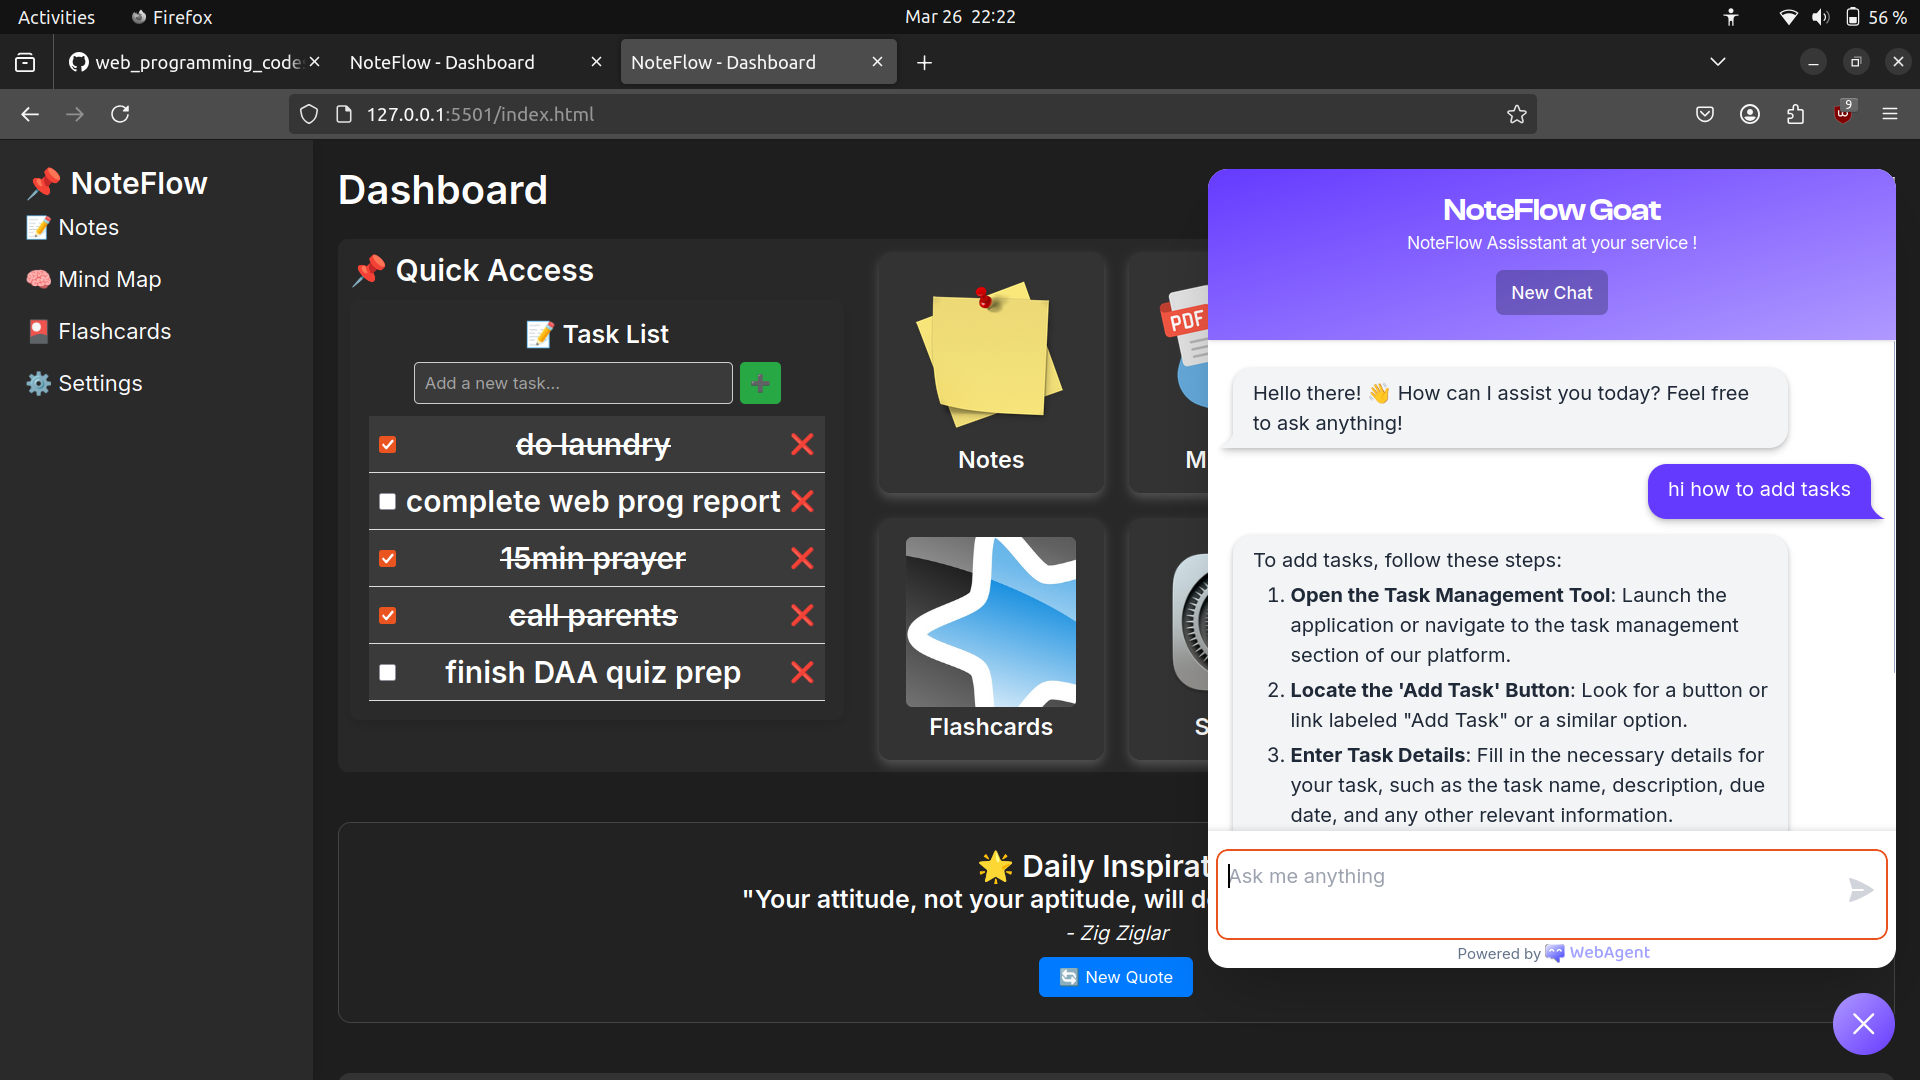 Activities
Firefox
Mar 26 22:22
56 %
web_programming_code
NoteFlow - Dashboard
NoteFlow - Dashboard
127.0.0.1:5501/index.html
9
NoteFlow
Notes
Mind Map
Flashcards
Settings
Dashboard
Quick Access
Task List
Add a new task...
do laundry
complete web prog report
15min prayer
call parents
finish DAA quiz prep
Notes
PDF
M
Flashcards
S
Daily Inspirat
"Your attitude, not your aptitude, will d
- Zig Ziglar
New Quote
NoteFlow Goat
NoteFlow Assisstant at your service !
New Chat
Hello there! 👋 How can I assist you today? Feel free
to ask anything!
hi how to add tasks
To add tasks, follow these steps:
1. Open the Task Management Tool: Launch the
application or navigate to the task management
section of our platform.
2. Locate the 'Add Task' Button: Look for a button or
link labeled "Add Task" or a similar option.
3. Enter Task Details: Fill in the necessary details for
your task, such as the task name, description, due
date, and any other relevant information.
Ask me anything
Powered by WebAgent